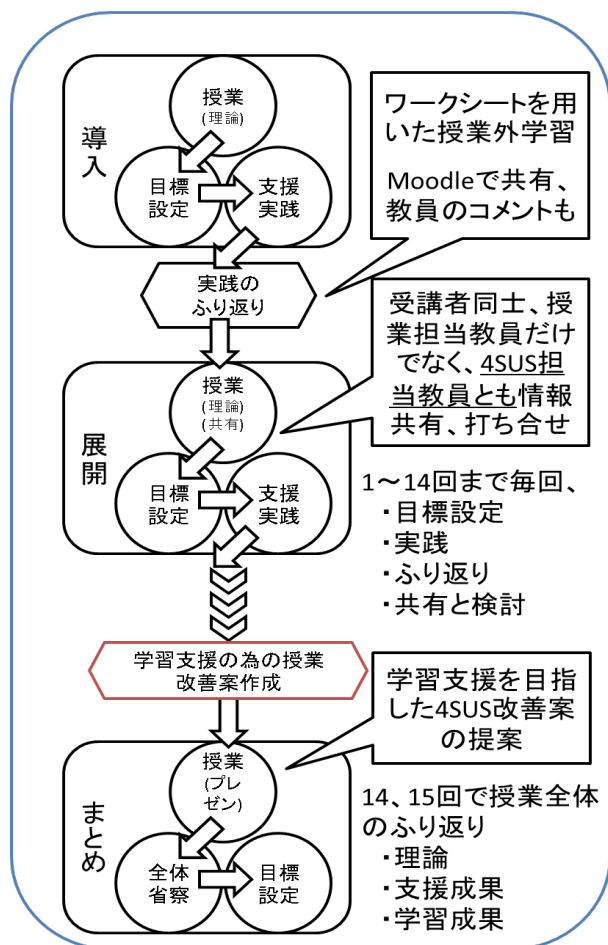 導入
授業
(理論)
目標
設定
支援
実践
ワークシートを用
いた授業外学習
Moodleで共有、
教員のコメントも
実践の
ふり返り
受講者同士、授
業担当教員だけ
でなく、4SUS担
当教員とも情報
共有、打ち合せ
展開
授業
(理論)
(共有)
目標
設定
支援
実践
1～14回まで毎回、
・目標設定
・実践
・ふり返り
・共有と検討
学習支援の為の授業
改善案作成
学習支援を目指
した4SUS改善案
の提案
まとめ
授業
(プレ
ゼン)
全体
省察
目標
設定
14、15回で授業全体
のふり返り
・理論
・支援成果
・学習成果